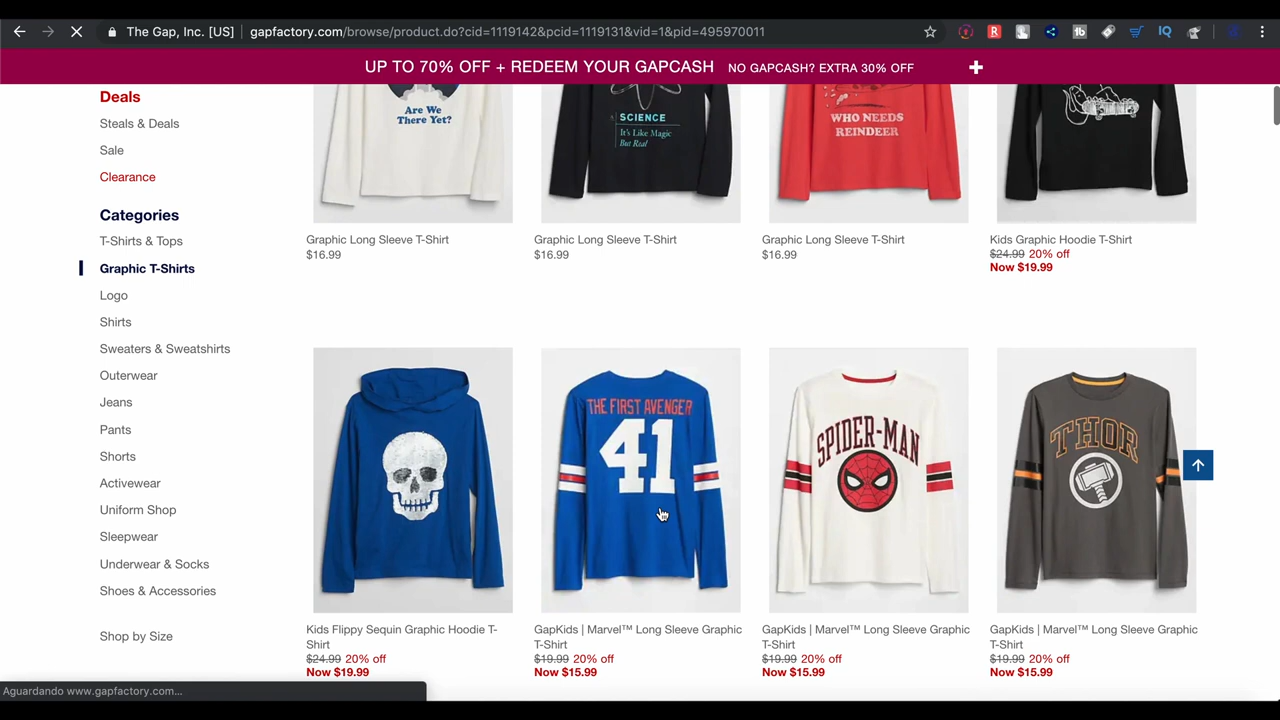 The Gap, Inc. [US]
gapfactory.com/browse/product.do?cid=1119142&pcid=1119131&vid=1&pid=495970011
UP TO 70% OFF + REDEEM YOUR GAPCASH NO GAPCASH? EXTRA 30% OFF
Deals
Steals & Deals
Sale
Clearance
Categories
T-Shirts & Tops
Graphic T-Shirts
Logo
Shirts
Sweaters & Sweatshirts
Outerwear
Jeans
Pants
Shorts
Activewear
Uniform Shop
Sleepwear
Underwear & Socks
Shoes & Accessories
Shop by Size
Are We
There Yet?
SCIENCE
It's Like Magic
But Real
WHO NEEDS
REINDEER
Graphic Long Sleeve T-Shirt
$16.99
Graphic Long Sleeve T-Shirt
$16.99
Graphic Long Sleeve T-Shirt
$16.99
Kids Graphic Hoodie T-Shirt
$24.99 20% off
Now $19.99
THE FIRST AVENGER
41
SPIDER-MAN
THOR
Kids Flippy Sequin Graphic Hoodie T-
Shirt
$24.99 20% off
Now $19.99
GapKids | Marvel™ Long Sleeve Graphic
T-Shirt
$19.99 20% off
Now $15.99
GapKids | Marvel™ Long Sleeve Graphic
T-Shirt
$19.99 20% off
Now $15.99
GapKids | Marvel™ Long Sleeve Graphic
T-Shirt
$19.99 20% off
Now $15.99
Aguardando www.gapfactory.com...